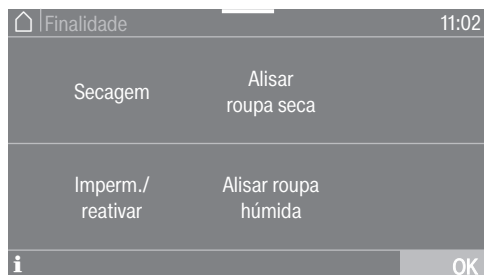 Finalidade
11:02
Secagem
Alisar
roupa seca
Imperm./
reativar
Alisar roupa
húmida
i
OK